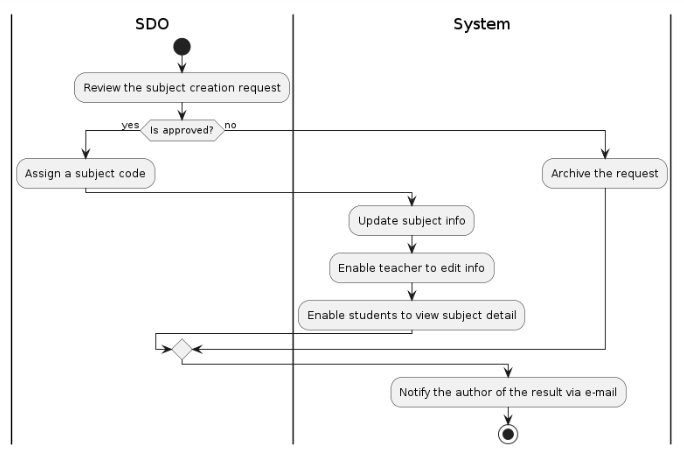 SDO
System
Review the subject creation request
yes
Is approved?
no
Assign a subject code
Archive the request
Update subject info
Enable teacher to edit info
Enable students to view subject detail
Notify the author of the result via e-mail